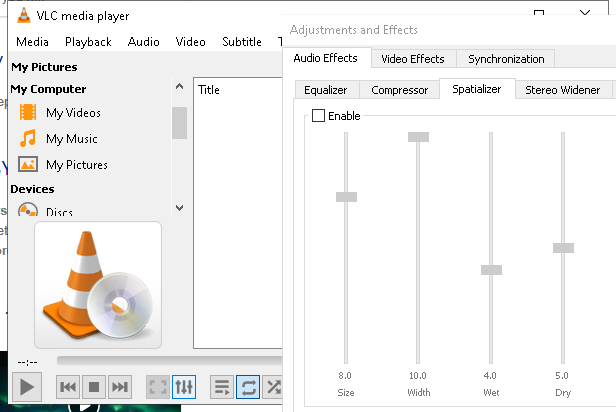 VLC media player
Media Playback Audio Video Subtitle T
My Pictures
My Computer
My Videos
My Music
My Pictures
Devices
Discs
Title
--:--
Adjustments and Effects
Audio Effects Video Effects Synchronization
Equalizer Compressor Spatializer Stereo Widener
Enable
8.0 10.0 4.0 5.0
Size Width Wet Dry